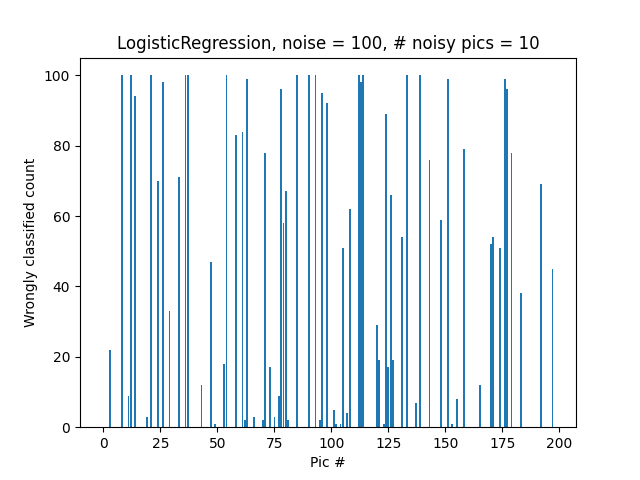 LogisticRegression, noise = 100, # noisy pics = 10
Wrongly classified count
100
80
60
40
20
0
0 25 50 75 100 125 150 175 200
Pic #